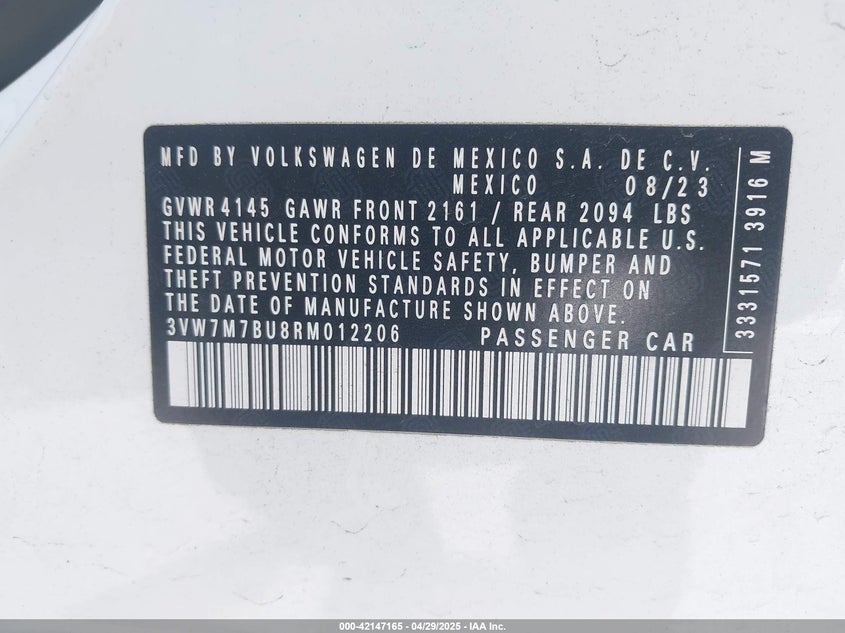 MFD BY VOLKSWAGEN DE MEXICO S.A. DE C.V.
MEXICO 08/23
GVWR 4145 GAWR FRONT 2161 / REAR 2094 LBS
THIS VEHICLE CONFORMS TO ALL APPLICABLE U.S.
FEDERAL MOTOR VEHICLE SAFETY, BUMPER AND
THEFT PREVENTION STANDARDS IN EFFECT ON
THE DATE OF MANUFACTURE SHOWN ABOVE.
3VW7M7BU8RM012206 PASSENGER CAR
3331571 3916 M
000-42147165 - 04/29/2025 - IAA Inc.